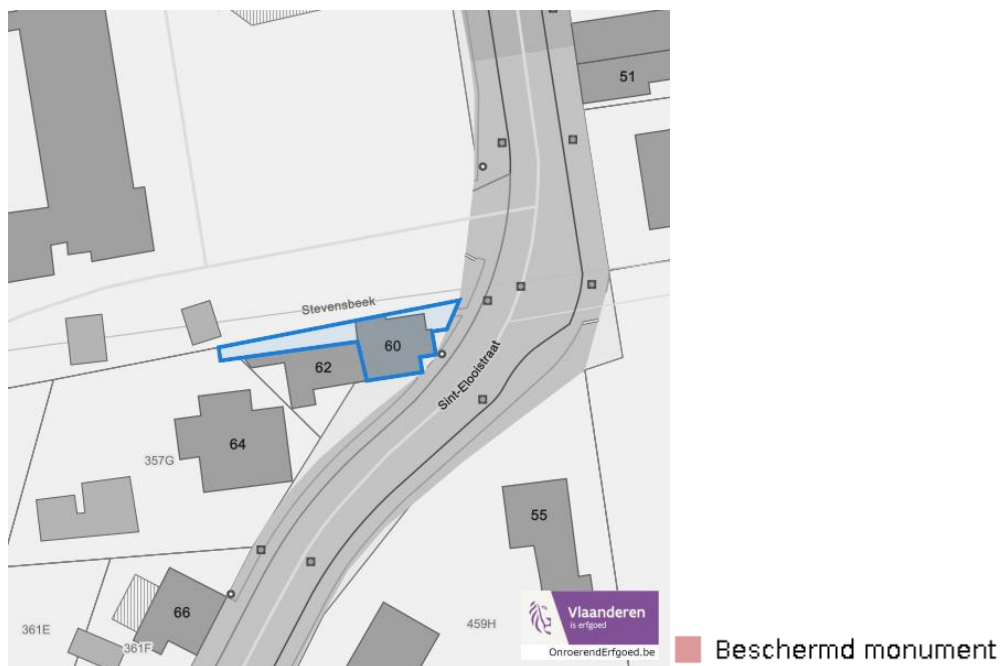 51
Stevensbeek
60
62
Sint-Elooistraat
64
357G
55
66
361E
361F
459H
Vlaanderen
is erfgoed
OnroerendErfgoed.be
Beschermd monument